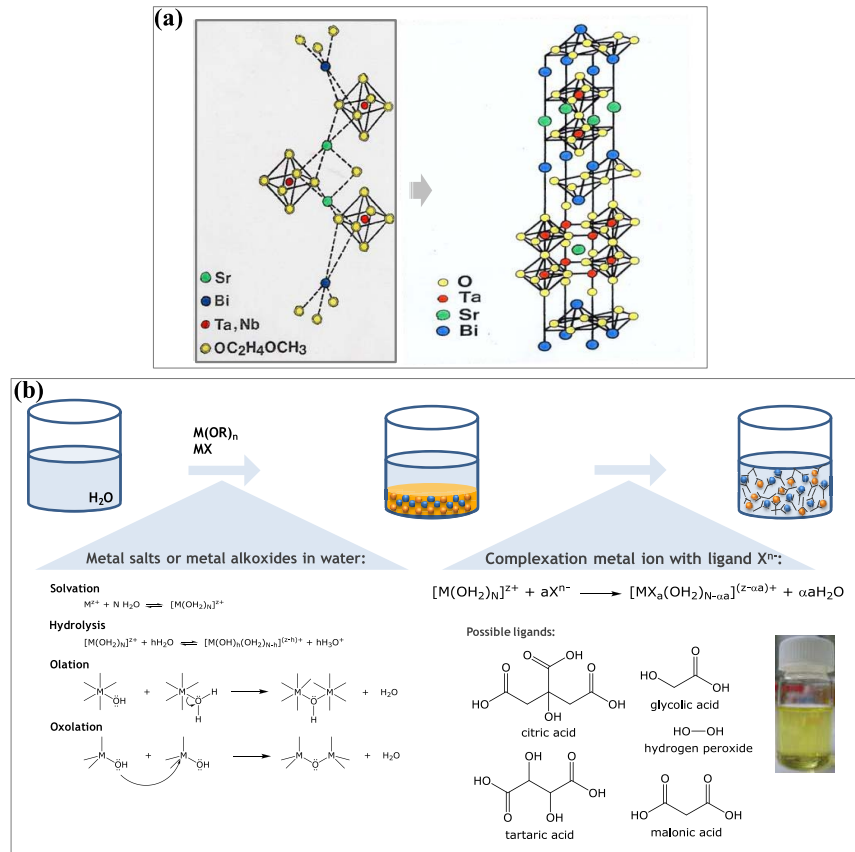 (a)
Sr
Bi
Ta,Nb
OC₂H₄OCH₃
O
Ta
Sr
Bi
(b)
H₂O
M(OR)ₙ
MX
Metal salts or metal alkoxides in water:
Solvation
Mᶻ⁺ + N H₂O ⇌ [M(OH₂)N]ᶻ⁺
Hydrolysis
[M(OH₂)N]ᶻ⁺ + hH₂O ⇌ [M(OH)h(OH₂)N-h]⁽ᶻ⁻ʰ⁾⁺ + hH₃O⁺
Olation
M OH + M O H H → M O H M + H₂O
Oxolation
M OH + M OH → M O M + H₂O
Complexation metal ion with ligand Xⁿ⁻:
[M(OH₂)N]ᶻ⁺ + aXⁿ⁻ → [MXa(OH₂)N-αa]^(z-αa)+ + αaH₂O
Possible ligands:
O OH
O O
HO OH OH
citric acid
O
HO OH
glycolic acid
HO—OH
hydrogen peroxide
OH O
HO OH
O OH
tartaric acid
O O
HO OH
malonic acid